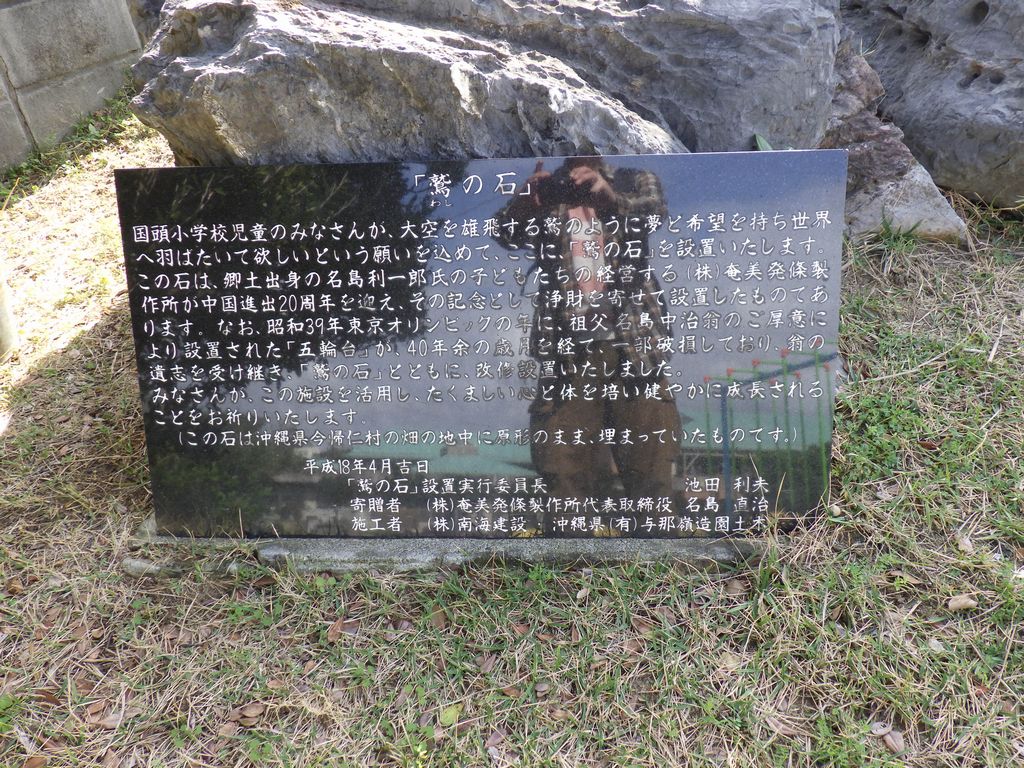 「鷲の石」
わし
国頭小学校児童のみなさんが、大空を雄飛する鷲のように夢と希望を持ち世界
へ羽ばたいて欲しいという願いを込めて、ここに、「鷲の石」を設置いたします。
この石は、郷土出身の名島利一郎氏の子どもたちの経営する(株)奄美発條製
作所が中国進出20周年を迎え、その記念として浄財を寄せて設置したものであ
ります。なお、昭和39年東京オリンピックの年に、祖父名島中治翁のご厚意に
より設置された「五輪台」が、40年余の歳月を経て、一部破損しており、翁の
遺志を受け継ぎ、「鷲の石」とともに、改修設置いたしました。
みなさんが、この施設を活用し、たくましい心と体を培い健やかに成長される
ことをお祈りいたします。
(この石は沖縄県今帰仁村の畑の地中に原形のまま、埋まっていたものです。)
平成18年4月吉日
「鷲の石」設置実行委員長 池田 利夫
寄贈者 (株)奄美発條製作所代表取締役 名島 直治
施工者 (株)南海建設・沖縄県(有)与那嶺造園土木